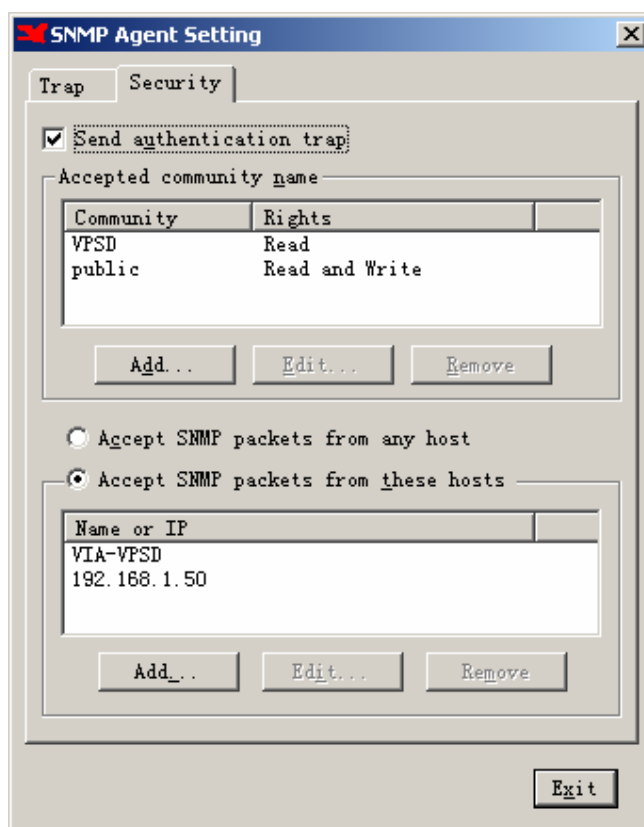 SNMP Agent Setting
Trap Security
Send authentication trap
Accepted community name
Community Rights
VPSD Read
public Read and Write
Add... Edit... Remove
Accept SNMP packets from any host
Accept SNMP packets from these hosts
Name or IP
VIA-VPSD
192.168.1.50
Add_.. Edit... Remove
Exit